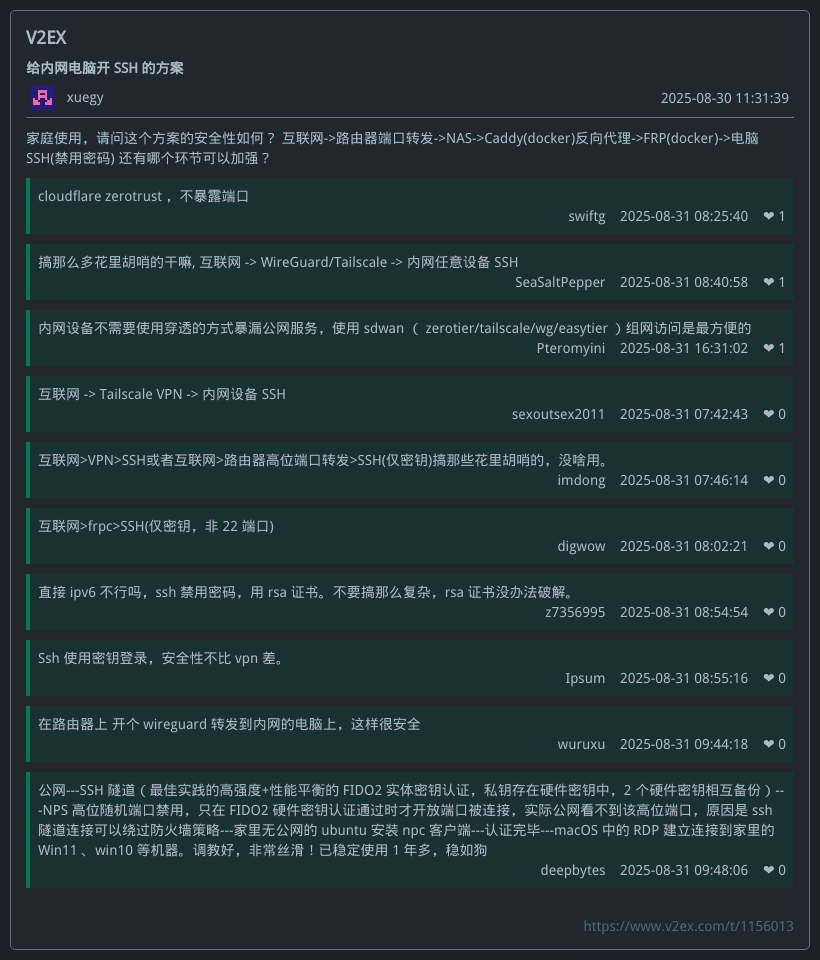 V2EX
给内网电脑开 SSH 的方案
xuegy 2025-08-30 11:31:39
家庭使用，请问这个方案的安全性如何？ 互联网->路由器端口转发->NAS->Caddy(docker)反向代理->FRP(docker)->电脑
SSH(禁用密码) 还有哪个环节可以加强？
cloudflare zerotrust ，不暴露端口
swiftg 2025-08-31 08:25:40 ❤ 1
搞那么多花里胡哨的干嘛, 互联网 -> WireGuard/Tailscale -> 内网任意设备 SSH
SeaSaltPepper 2025-08-31 08:40:58 ❤ 1
内网设备不需要使用穿透的方式暴漏公网服务，使用 sdwan （ zerotier/tailscale/wg/easytier ）组网访问是最方便的
Pteromyini 2025-08-31 16:31:02 ❤ 1
互联网 -> Tailscale VPN -> 内网设备 SSH
sexoutsex2011 2025-08-31 07:42:43 ❤ 0
互联网>VPN>SSH或者互联网>路由器高位端口转发>SSH(仅密钥)搞那些花里胡哨的，没啥用。
imdong 2025-08-31 07:46:14 ❤ 0
互联网>frpc>SSH(仅密钥，非 22 端口)
digwow 2025-08-31 08:02:21 ❤ 0
直接 ipv6 不行吗，ssh 禁用密码，用 rsa 证书。不要搞那么复杂，rsa 证书没办法破解。
z7356995 2025-08-31 08:54:54 ❤ 0
Ssh 使用密钥登录，安全性不比 vpn 差。
Ipsum 2025-08-31 08:55:16 ❤ 0
在路由器上 开个 wireguard 转发到内网的电脑上，这样很安全
wuruxu 2025-08-31 09:44:18 ❤ 0
公网---SSH 隧道（最佳实践的高强度+性能平衡的 FIDO2 实体密钥认证，私钥存在硬件密钥中，2 个硬件密钥相互备份）--
-NPS 高位随机端口禁用，只在 FIDO2 硬件密钥认证通过时才开放端口被连接，实际公网看不到该高位端口，原因是 ssh
隧道连接可以绕过防火墙策略---家里无公网的 ubuntu 安装 npc 客户端---认证完毕---macOS 中的 RDP 建立连接到家里的
Win11 、win10 等机器。调教好，非常丝滑！已稳定使用 1 年多，稳如狗
deepbytes 2025-08-31 09:48:06 ❤ 0
https://www.v2ex.com/t/1156013